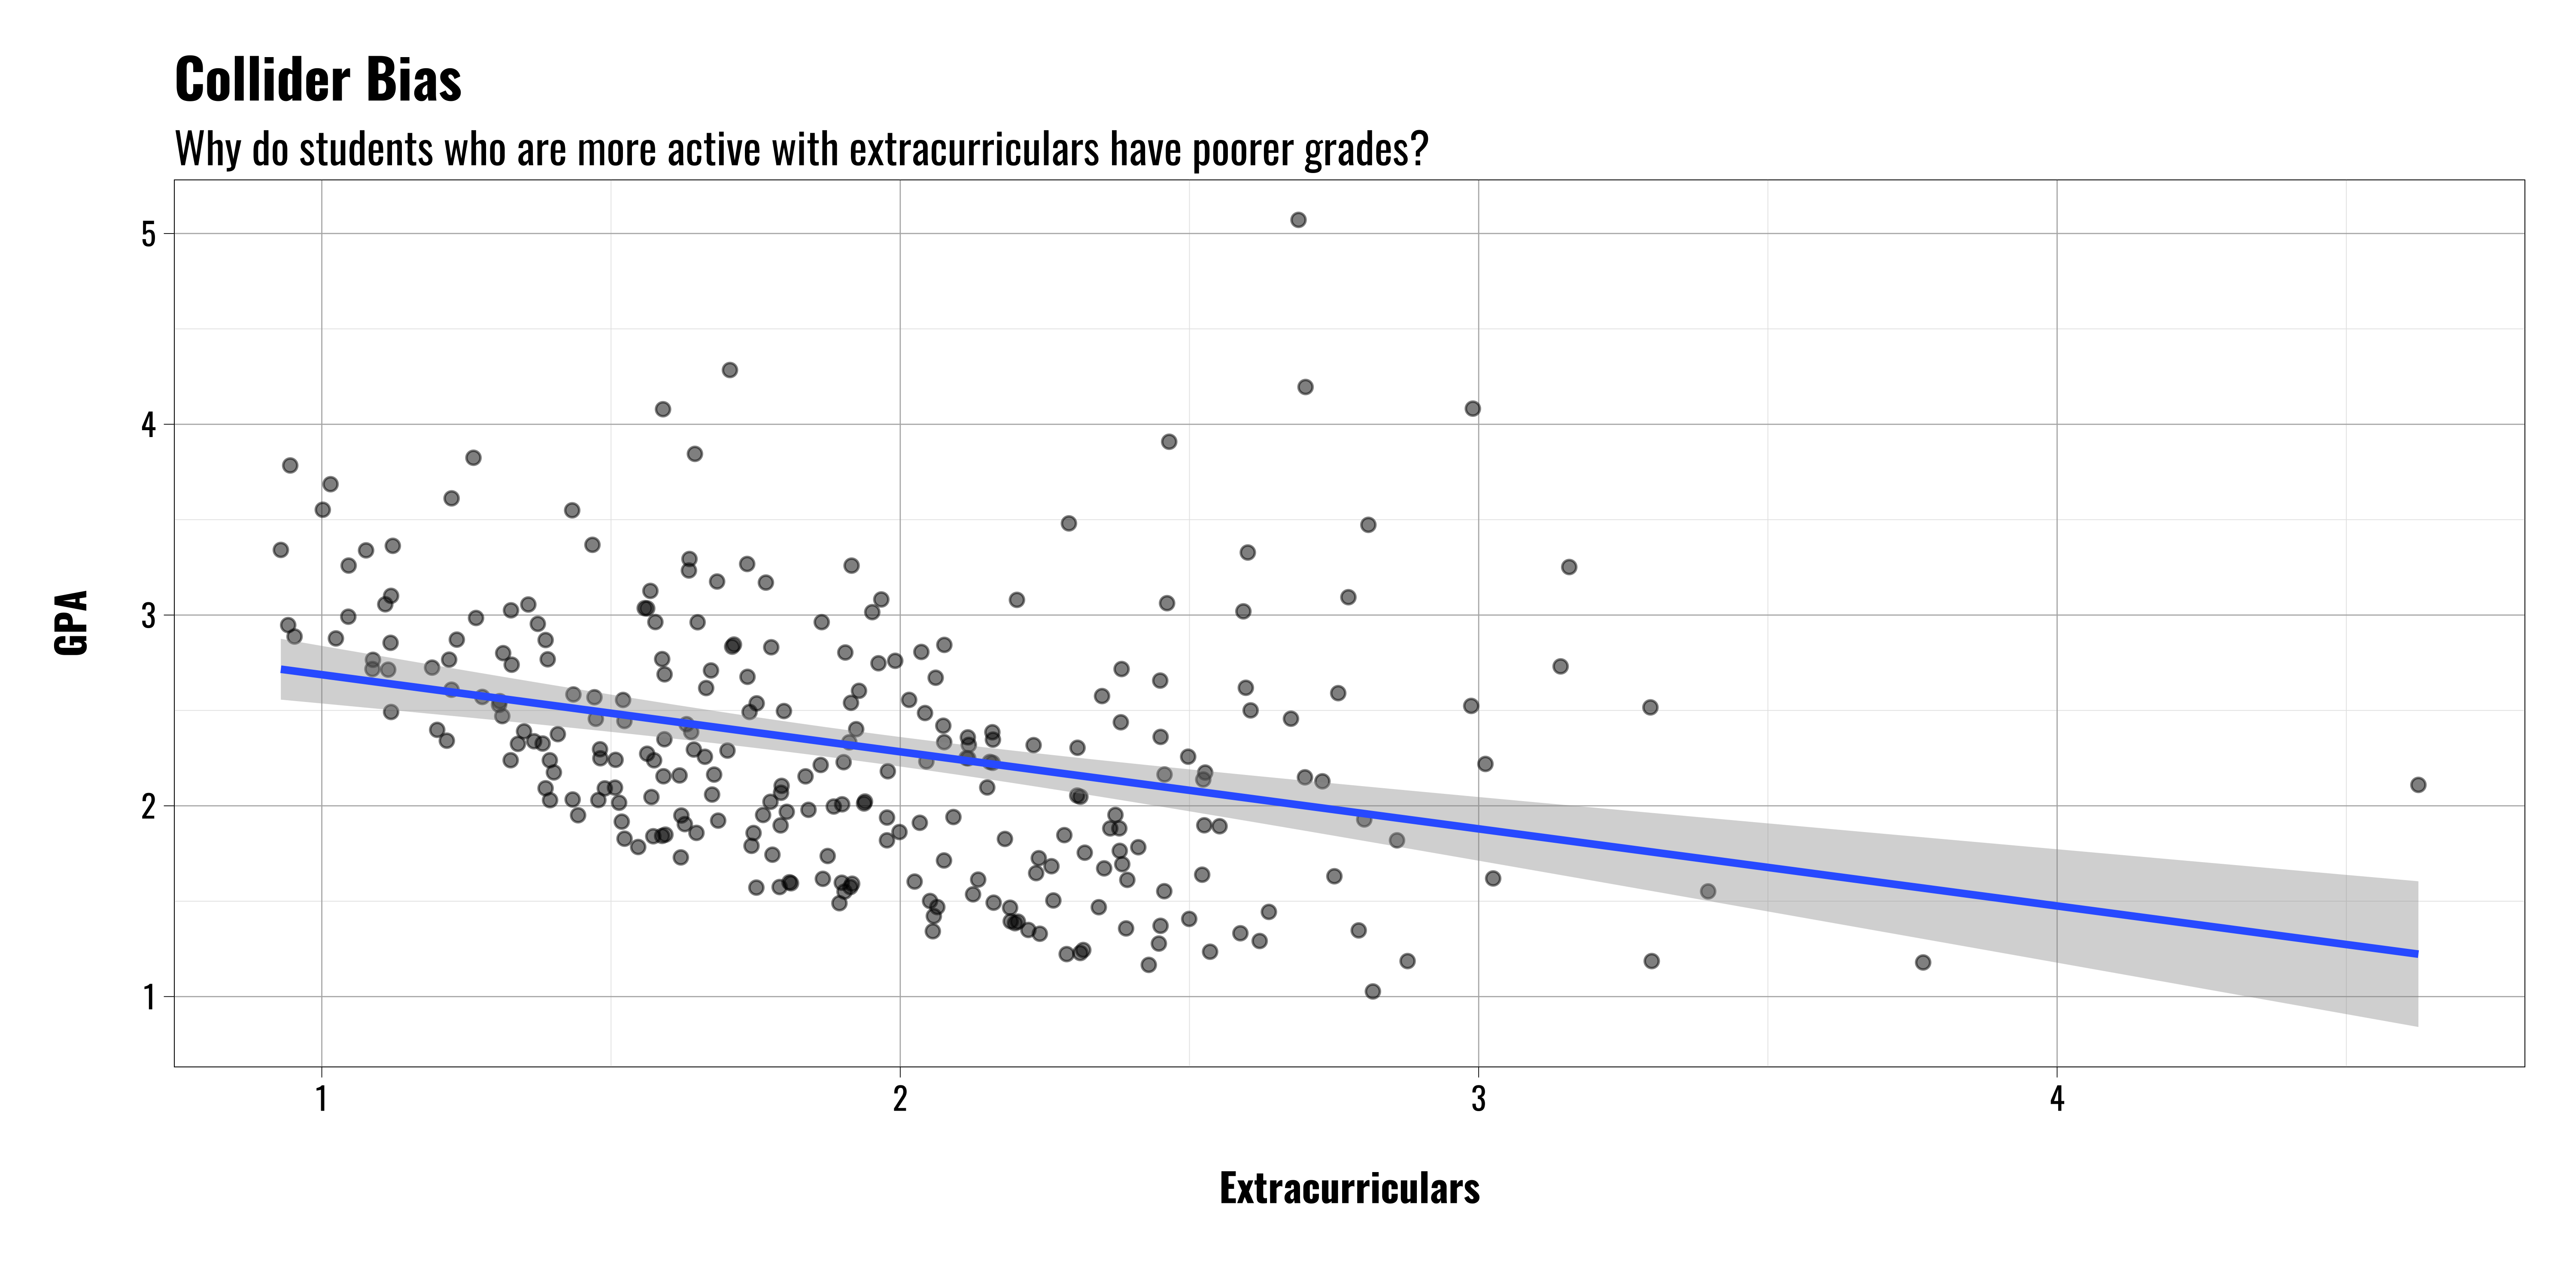 Collider Bias
Why do students who are more active with extracurriculars have poorer grades?
5
4
3
2
1
GPA
1 2 3 4
Extracurriculars